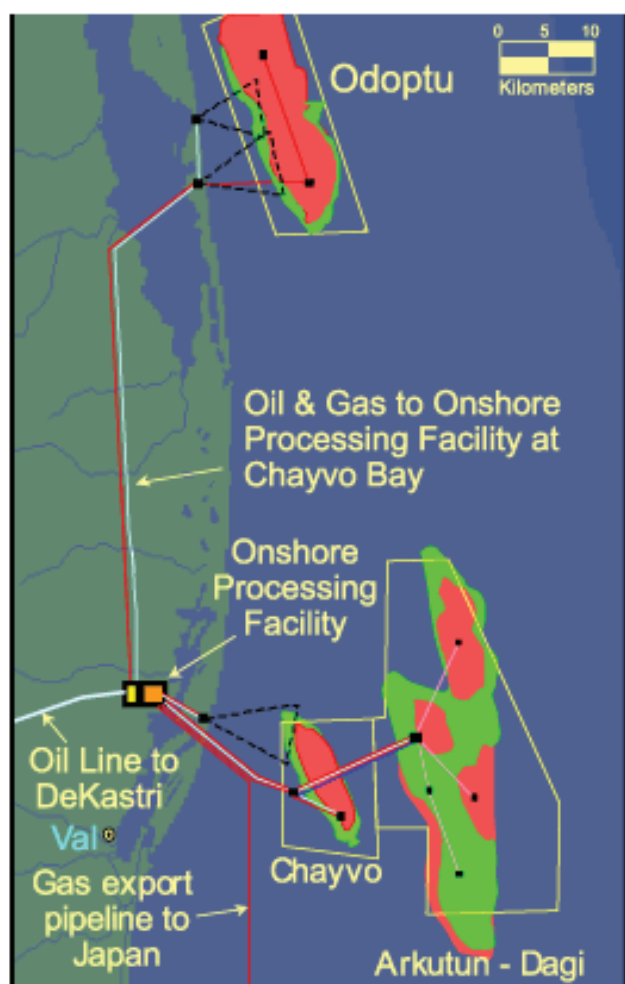 0 5 10
Kilometers
Odoptu
Oil & Gas to Onshore
Processing Facility at
Chayvo Bay
Onshore
Processing
Facility
Oil Line to
DeKastri
Val
Chayvo
Gas export
pipeline to
Japan
Arkutun - Dagi